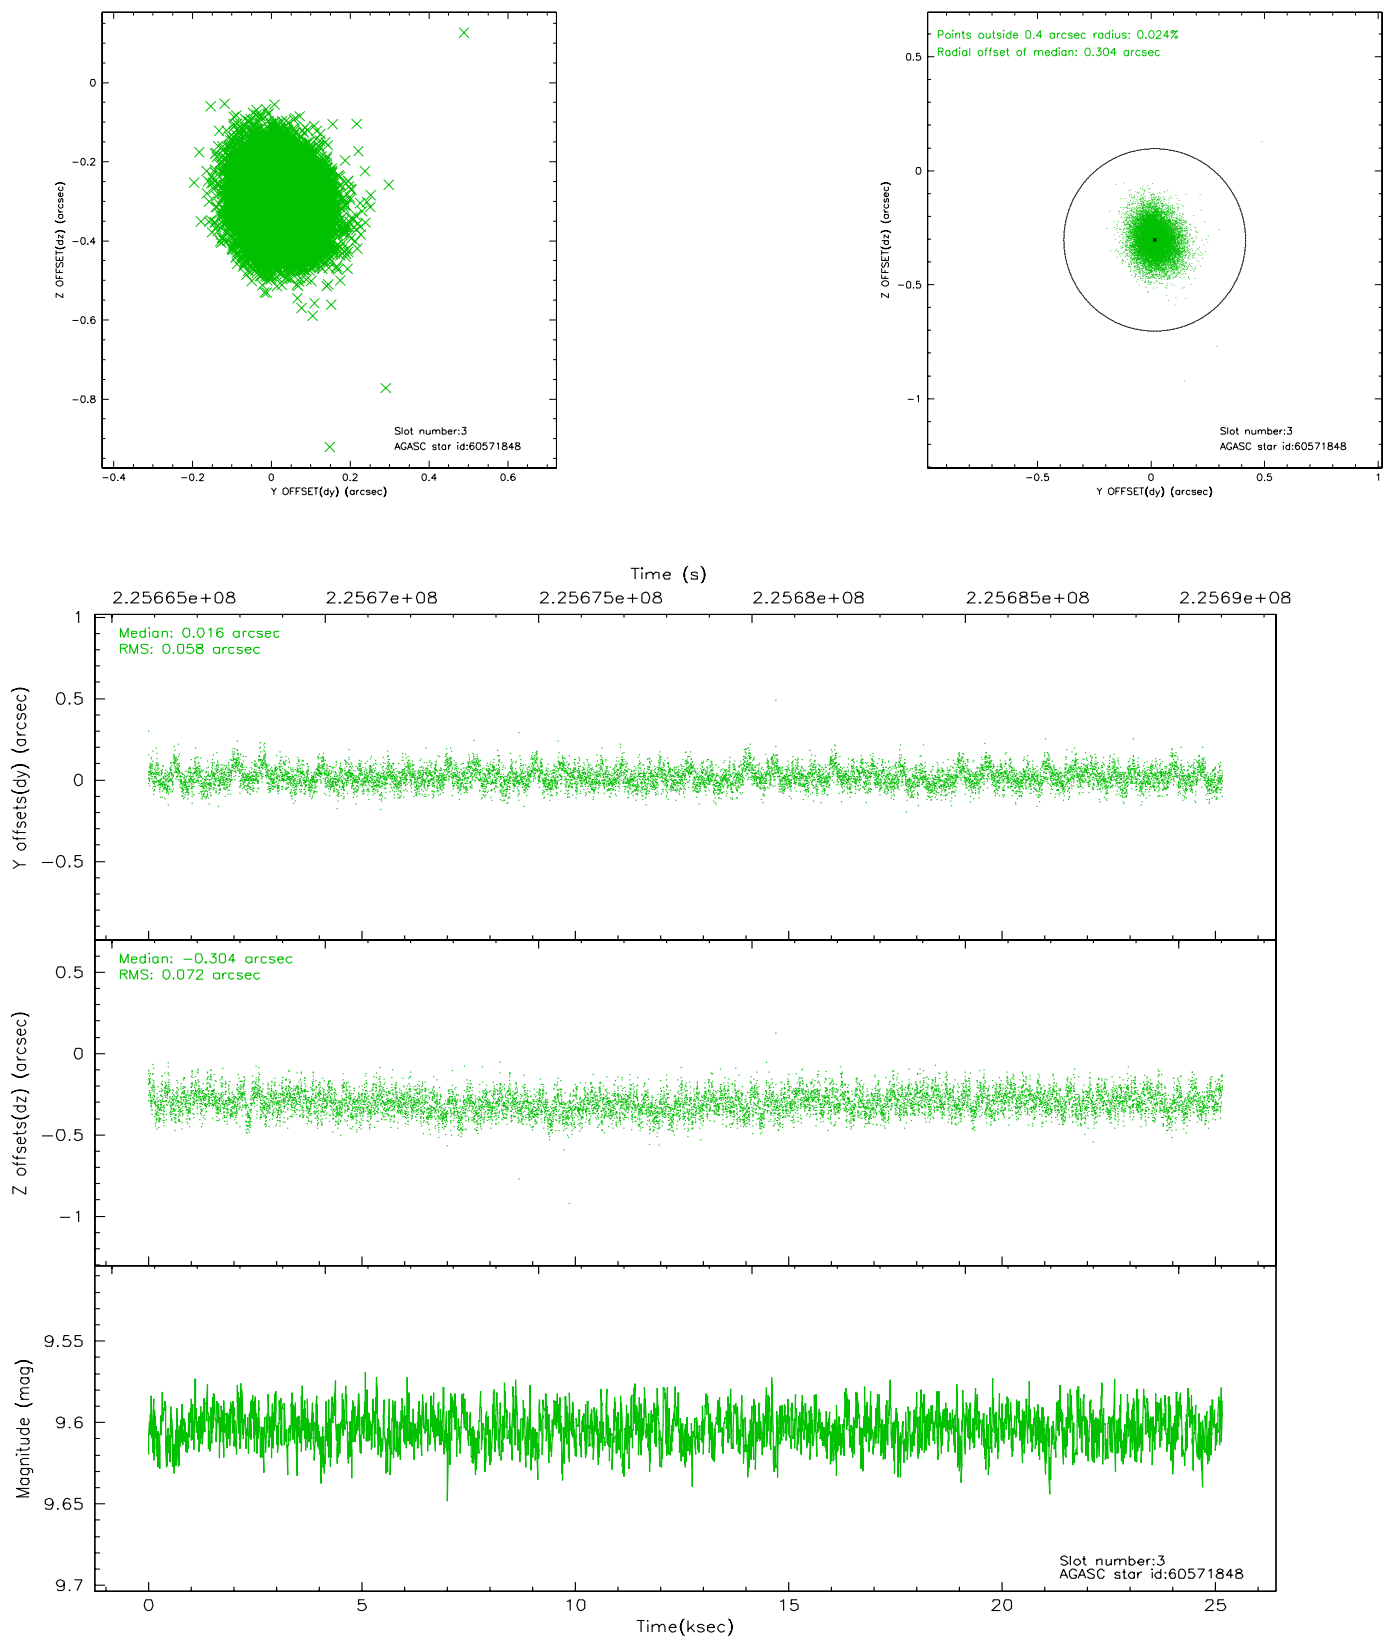 0
−0.2
−0.4
−0.6
−0.8
Z OFFSET(dz) (arcsec)
−0.4
−0.2
0
0.2
0.4
0.6
Y OFFSET(dy) (arcsec)
Slot number:3
AGASC star id:60571848
Points outside 0.4 arcsec radius: 0.024%
Radial offset of median: 0.304 arcsec
0.5
0
−0.5
−1
Z OFFSET(dz) (arcsec)
−0.5
0
0.5
1
Y OFFSET(dy) (arcsec)
Slot number:3
AGASC star id:60571848
Time (s)
2.25665e+08
2.2567e+08
2.25675e+08
2.2568e+08
2.25685e+08
2.2569e+08
1
0.5
0
−0.5
Y offsets(dy) (arcsec)
Median: 0.016 arcsec
RMS: 0.058 arcsec
0.5
0
−0.5
−1
Z offsets(dz) (arcsec)
Median: −0.304 arcsec
RMS: 0.072 arcsec
9.55
9.6
9.65
9.7
Magnitude (mag)
Slot number:3
AGASC star id:60571848
0
5
10
15
20
25
Time(ksec)